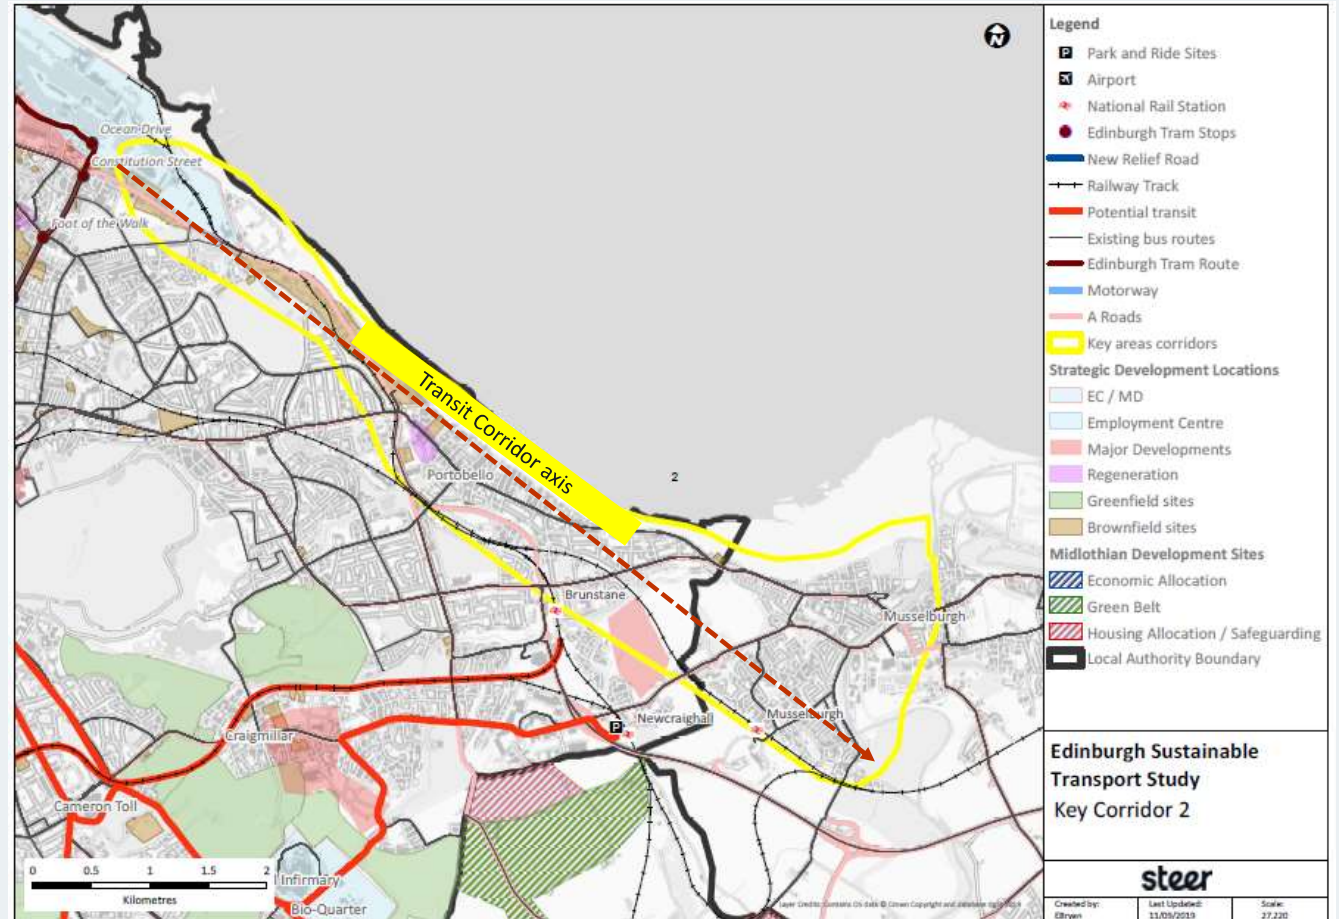 Ocean Drive
Constitution Street
Foot of the Walk
Transit Corridor axis
2
Portobello
Brunstane
Musselburgh
Newcraighall
Musselburgh
Craigmillar
Cameron Toll
Infirmary
Bio-Quarter
P
N
0 0.5 1 1.5 2
Kilometres
Legend
P Park and Ride Sites
Airport
National Rail Station
Edinburgh Tram Stops
New Relief Road
Railway Track
Potential transit
Existing bus routes
Edinburgh Tram Route
Motorway
A Roads
Key areas corridors
Strategic Development Locations
EC / MD
Employment Centre
Major Developments
Regeneration
Greenfield sites
Brownfield sites
Midlothian Development Sites
Economic Allocation
Green Belt
Housing Allocation / Safeguarding
Local Authority Boundary
Edinburgh Sustainable
Transport Study
Key Corridor 2
steer
Created by: Last Updated: Scale:
EBryan 11/09/2019 27,220